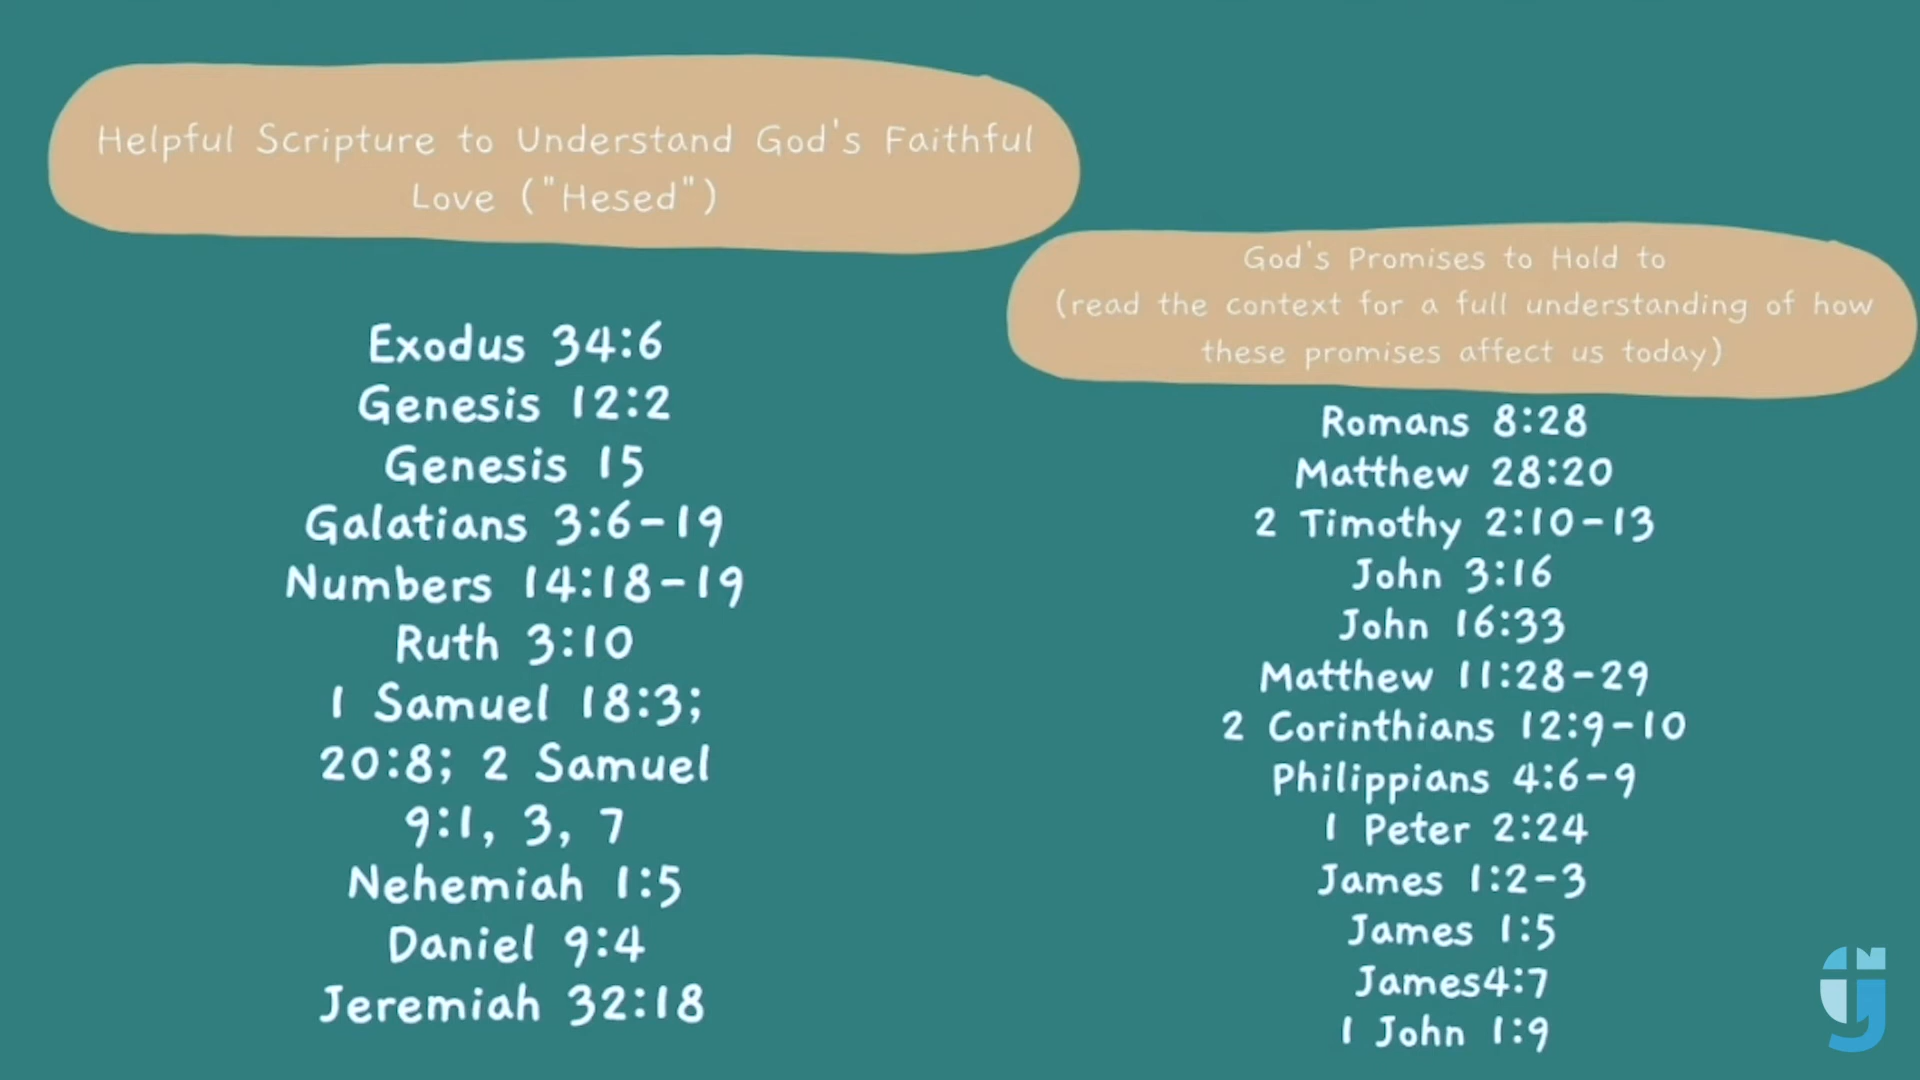 Helpful Scripture to Understand God's Faithful
Love ("Hesed")
Exodus 34:6
Genesis 12:2
Genesis 15
Galatians 3:6-19
Numbers 14:18-19
Ruth 3:10
1 Samuel 18:3;
20:8; 2 Samuel
9:1, 3, 7
Nehemiah 1:5
Daniel 9:4
Jeremiah 32:18
God's Promises to Hold to
(read the context for a full understanding of how
these promises affect us today)
Romans 8:28
Matthew 28:20
2 Timothy 2:10-13
John 3:16
John 16:33
Matthew 11:28-29
2 Corinthians 12:9-10
Philippians 4:6-9
1 Peter 2:24
James 1:2-3
James 1:5
James4:7
1 John 1:9